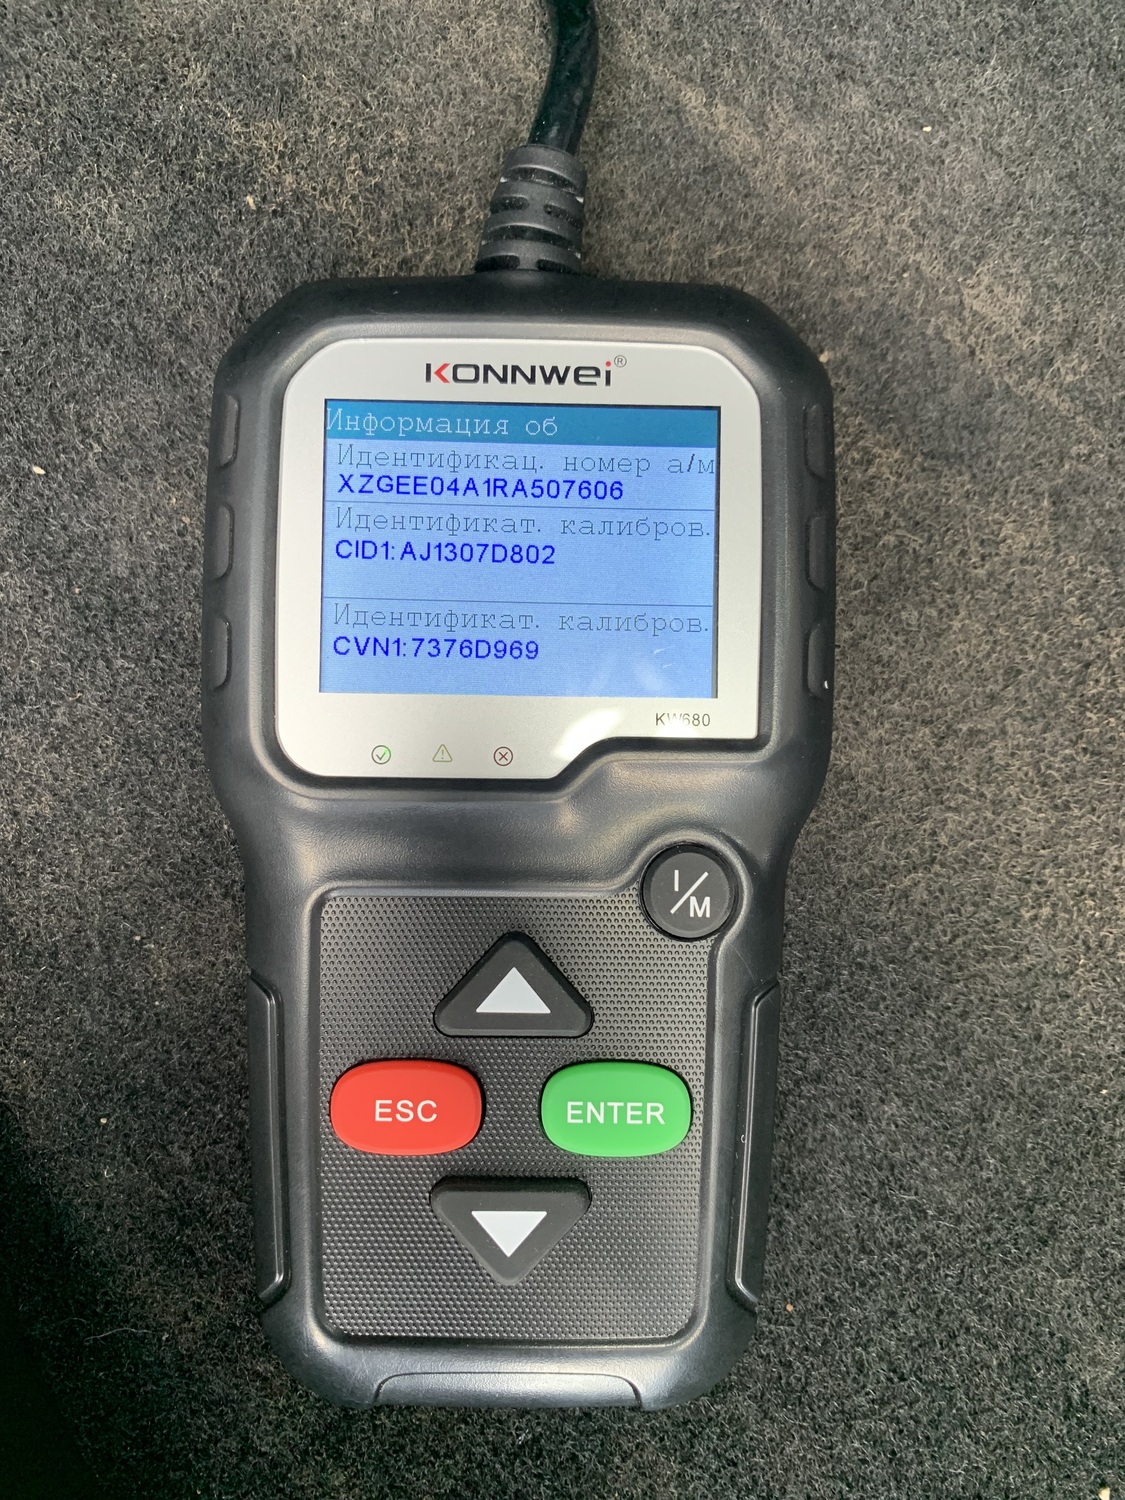 KONNWEi®
Информация об
Идентификац. номер а/м
XZGEE04A1RA507606
Идентификат. калибров.
CID1:AJ1307D802
Идентификат. калибров.
CVN1:7376D969
KW680
I/M
ESC
ENTER